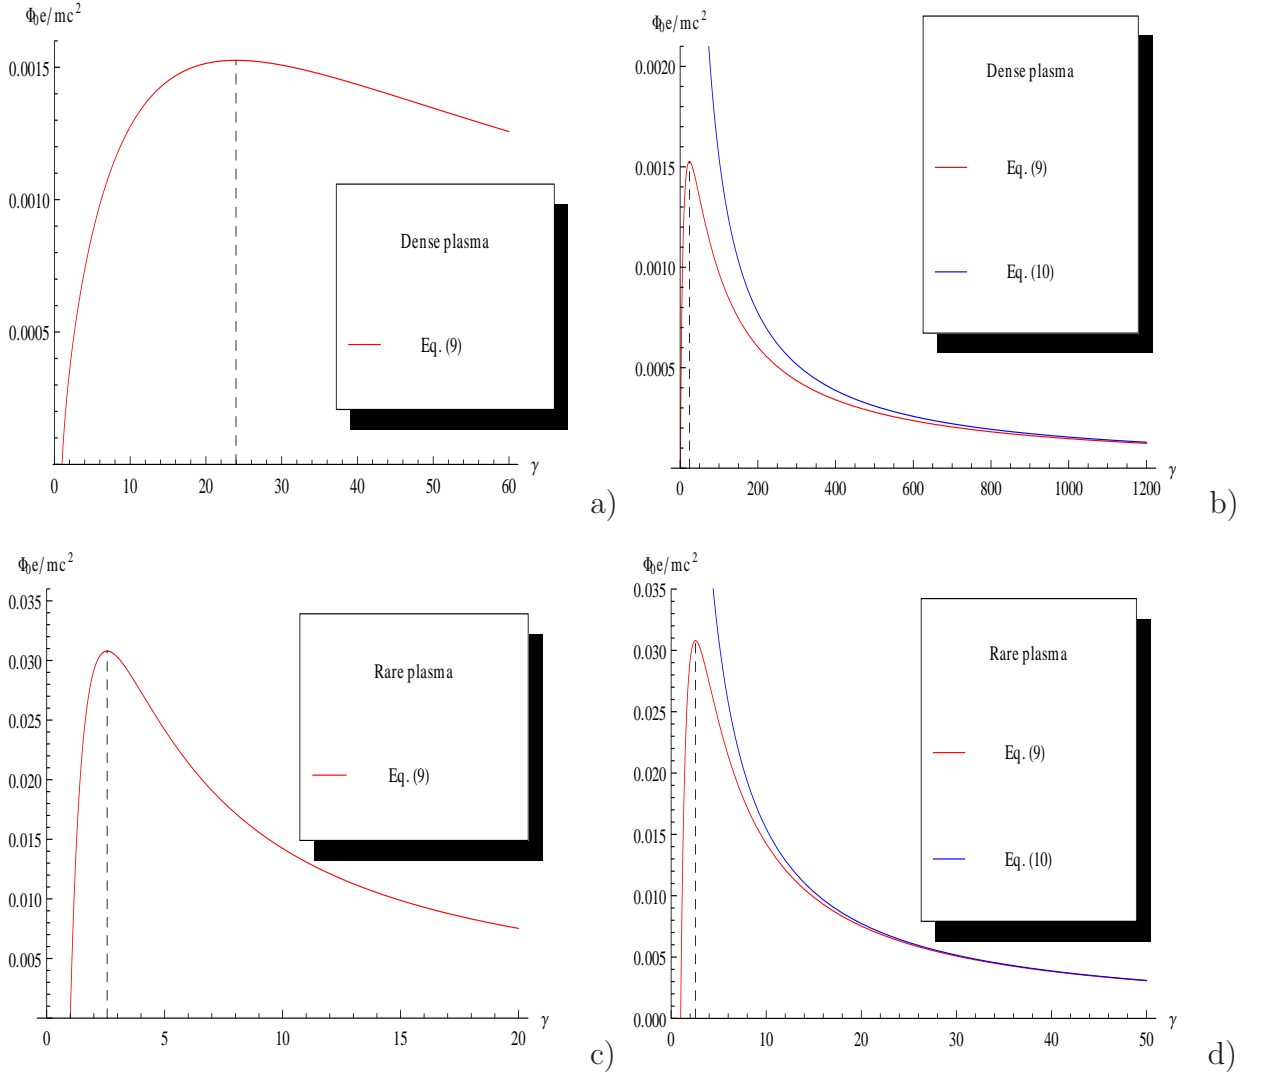 Φ₀e/mc²
0.0015
0.0010
0.0005
0 10 20 30 40 50 60
γ
Dense plasma
Eq. (9)
a)
Φ₀e/mc²
0.0020
0.0015
0.0010
0.0005
0 200 400 600 800 1000 1200
γ
Dense plasma
Eq. (9)
Eq. (10)
b)
Φ₀e/mc²
0.035
0.030
0.025
0.020
0.015
0.010
0.005
0 5 10 15 20
γ
Rare plasma
Eq. (9)
c)
Φ₀e/mc²
0.035
0.030
0.025
0.020
0.015
0.010
0.005
0.000
0 10 20 30 40 50
γ
Rare plasma
Eq. (9)
Eq. (10)
d)